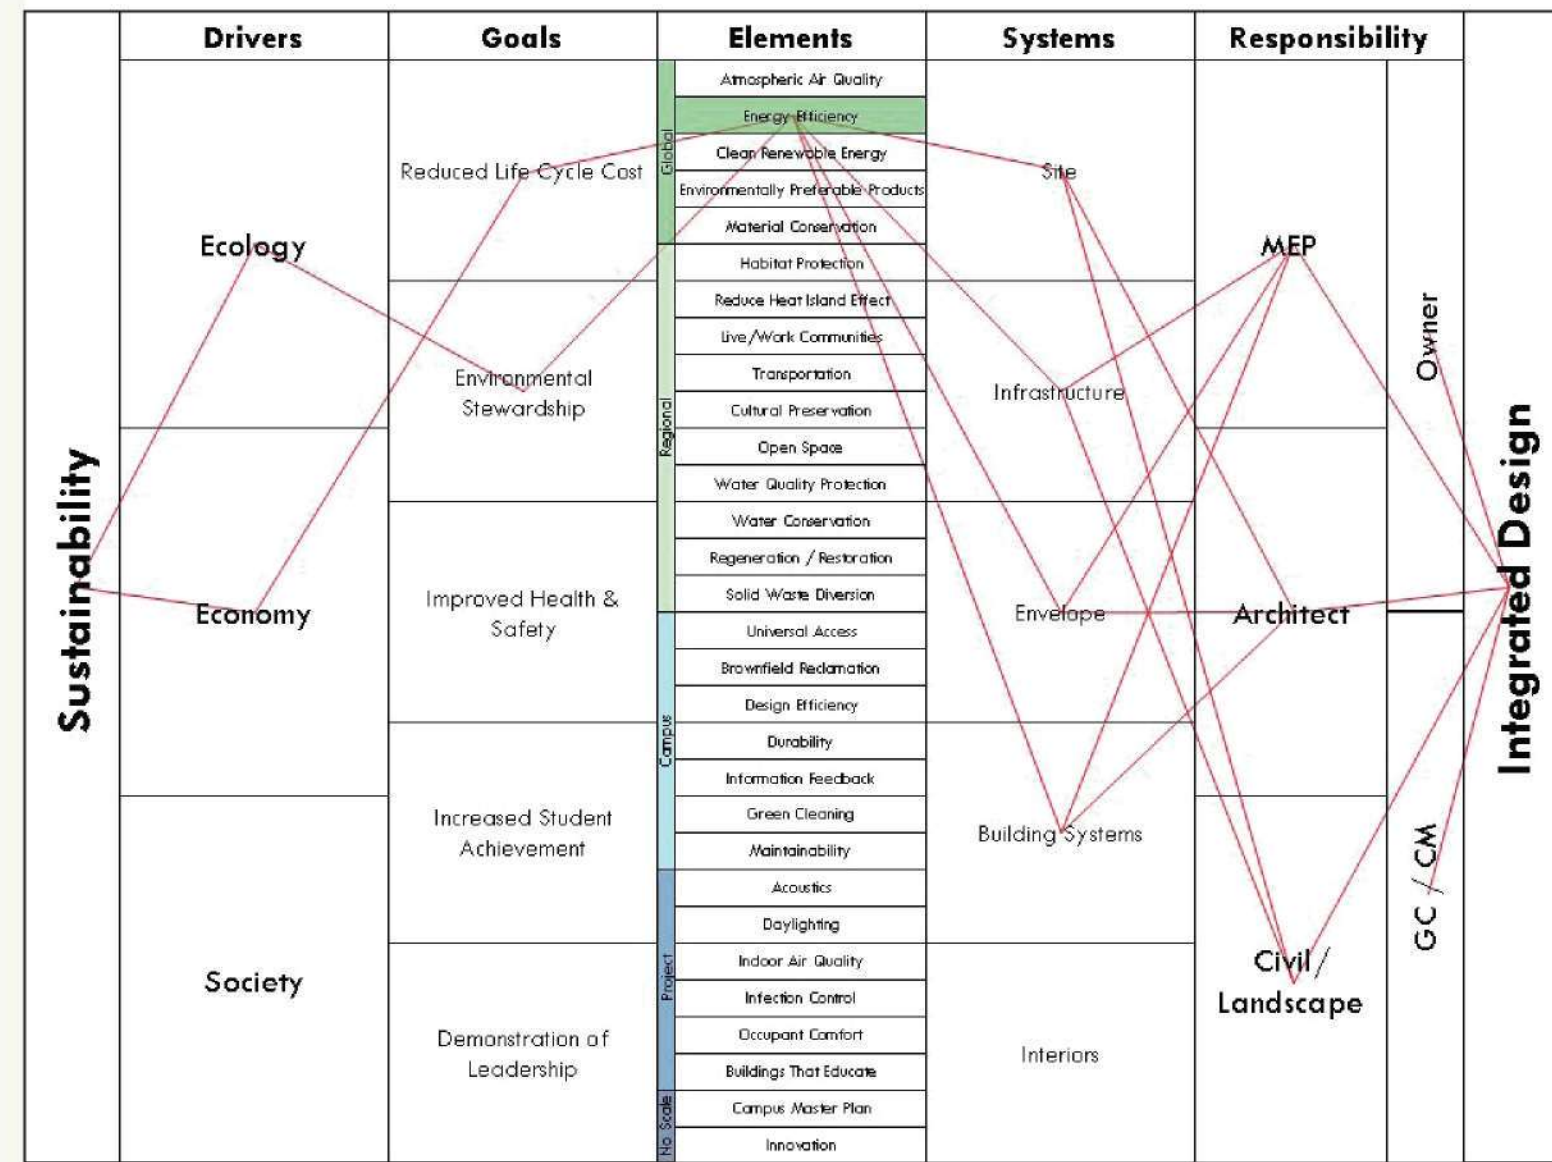 Drivers
Goals
Elements
Systems
Responsibility
Sustainability
Ecology
Economy
Society
Reduced Life Cycle Cost
Environmental
Stewardship
Improved Health &
Safety
Increased Student
Achievement
Demonstration of
Leadership
Global
Regional
Campus
Project
No Scale
Atmospheric Air Quality
Energy Efficiency
Clean Renewable Energy
Environmentally Preferable Products
Material Conservation
Habitat Protection
Reduce Heat Island Effect
Live/Work Communities
Transportation
Cultural Preservation
Open Space
Water Quality Protection
Water Conservation
Regeneration / Restoration
Solid Waste Diversion
Universal Access
Brownfield Reclamation
Design Efficiency
Durability
Information Feedback
Green Cleaning
Maintainability
Acoustics
Daylighting
Indoor Air Quality
Infection Control
Occupant Comfort
Buildings That Educate
Campus Master Plan
Innovation
Site
Infrastructure
Envelope
Building Systems
Interiors
MEP
Architect
Civil /
Landscape
Owner
GC / CM
Integrated Design